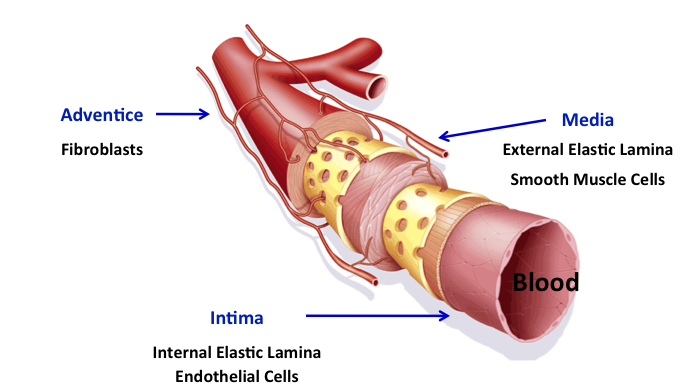 Adventice
Fibroblasts
Media
External Elastic Lamina
Smooth Muscle Cells
Blood
Intima
Internal Elastic Lamina
Endothelial Cells